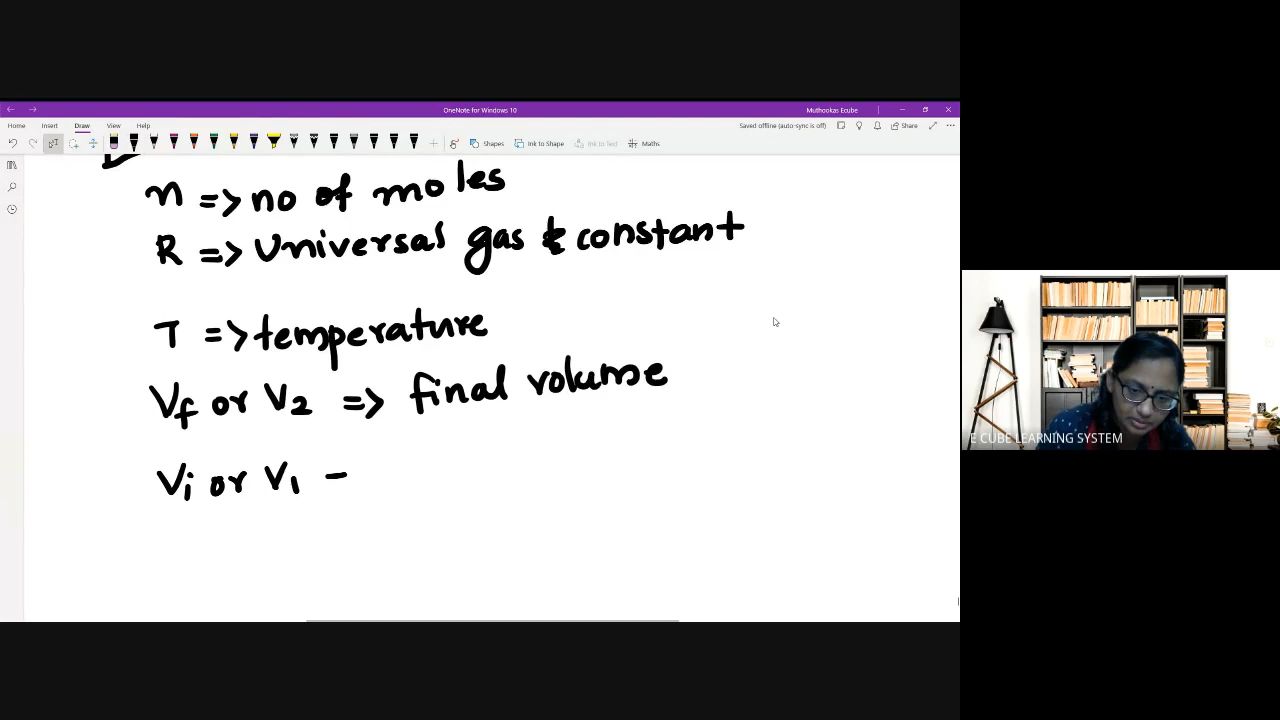 OneNote for Windows 10
Muthookas Ecube
Home Insert Draw View Help
Saved offline (auto-sync is off) Share
Shapes Ink to Shape Ink to Text Maths
n => no of moles
R => Universal gas constant
T => temperature
Vf or V2 => final volume
Vi or V1 -
E CUBE LEARNING SYSTEM